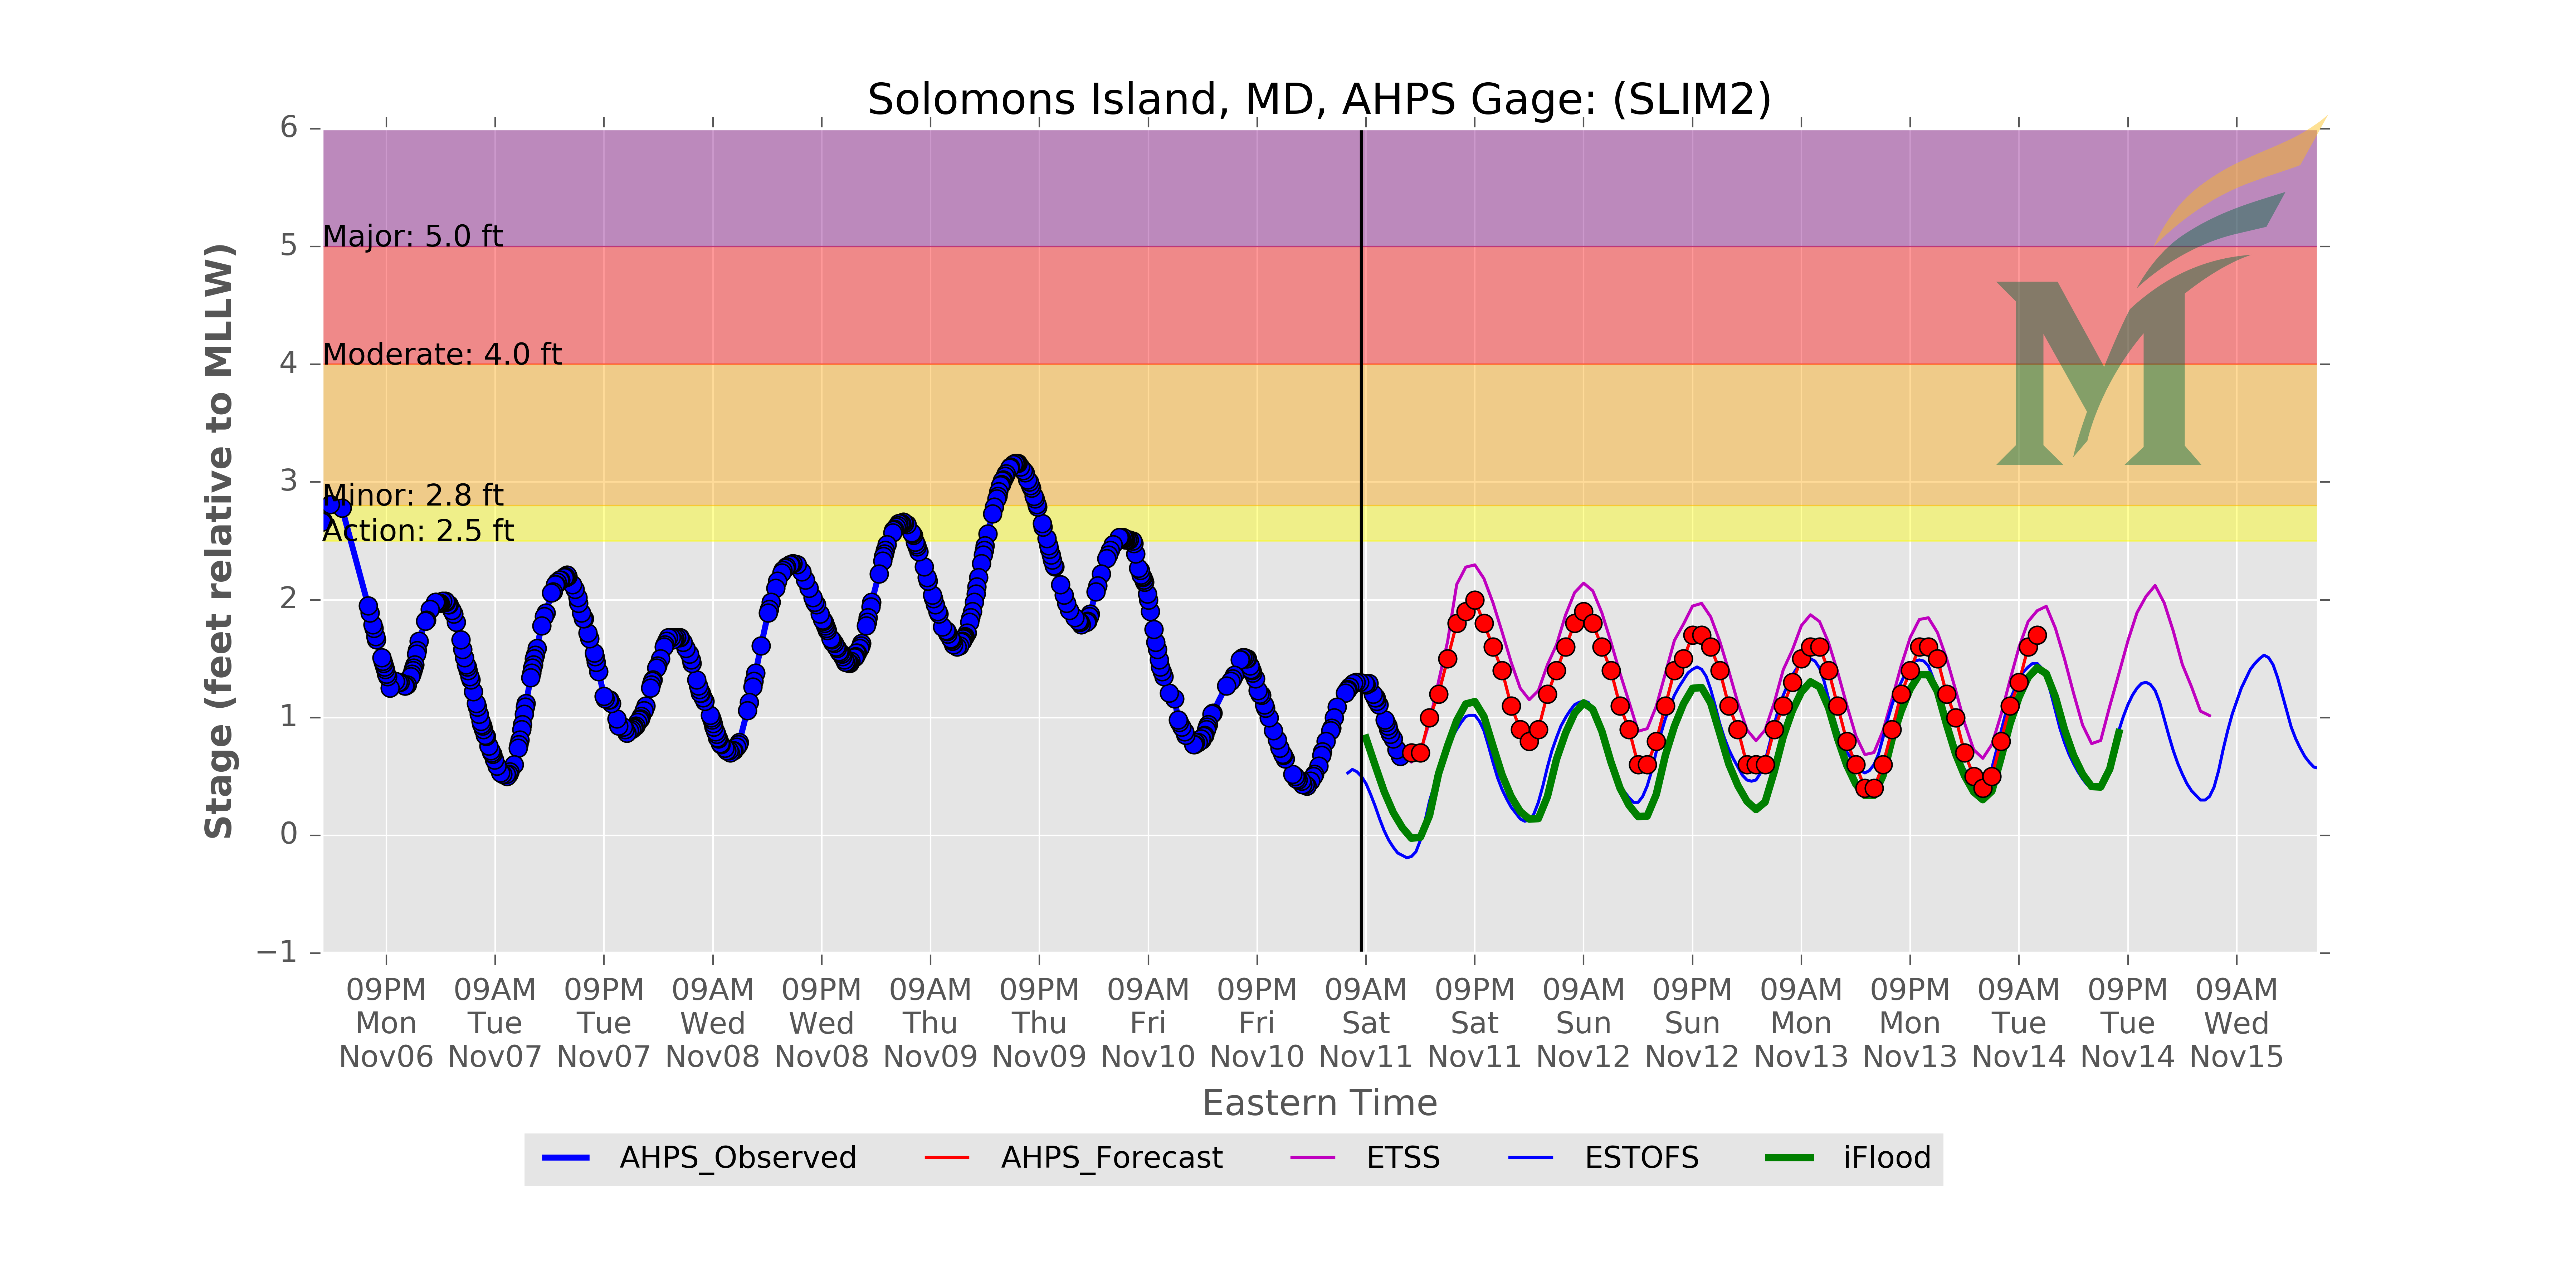 Solomons Island, MD, AHPS Gage: (SLIM2)
Stage (feet relative to MLLW)
6
5
4
3
2
1
0
−1
Major: 5.0 ft
Moderate: 4.0 ft
Minor: 2.8 ft
Action: 2.5 ft
M
09PM 09AM 09PM 09AM 09PM 09AM 09PM 09AM 09PM 09AM 09PM 09AM 09PM 09AM 09PM 09AM 09PM 09AM
Mon Tue Tue Wed Wed Thu Thu Fri Fri Sat Sat Sun Sun Mon Mon Tue Tue Wed
Nov06 Nov07 Nov07 Nov08 Nov08 Nov09 Nov09 Nov10 Nov10 Nov11 Nov11 Nov12 Nov12 Nov13 Nov13 Nov14 Nov14 Nov15
Eastern Time
AHPS_Observed AHPS_Forecast ETSS ESTOFS iFlood